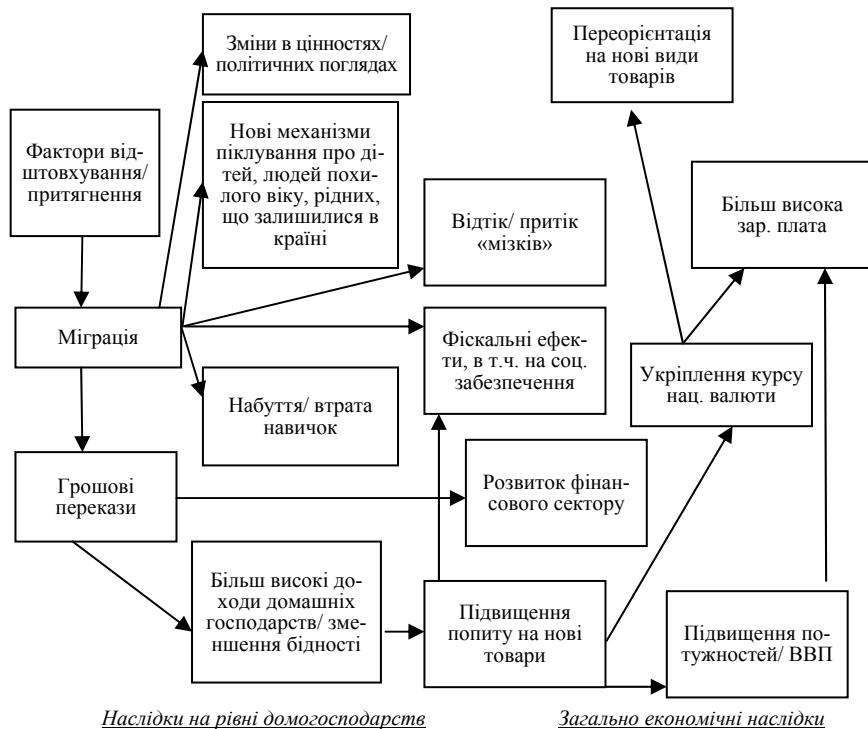 Зміни в цінностях/
політичних поглядах
Переорієнтація
на нові види
товарів
Фактори від-
штовхування/
притягнення
Нові механізми
піклування про ді-
тей, людей похи-
лого віку, рідних,
що залишилися в
країні
Відтік/ притік
«мізків»
Більш висока
зар. плата
Міграція
Фіскальні ефек-
ти, в т.ч. на соц.
забезпечення
Укріплення курсу
нац. валюти
Набуття/ втрата
навичок
Грошові
перекази
Розвиток фінан-
сового сектору
Більш високі до-
ходи домашніх
господарств/ зме-
ншення бідності
Підвищення
попиту на нові
товари
Підвищення по-
тужностей/ ВВП
Наслідки на рівні домогосподарств
Загально економічні наслідки